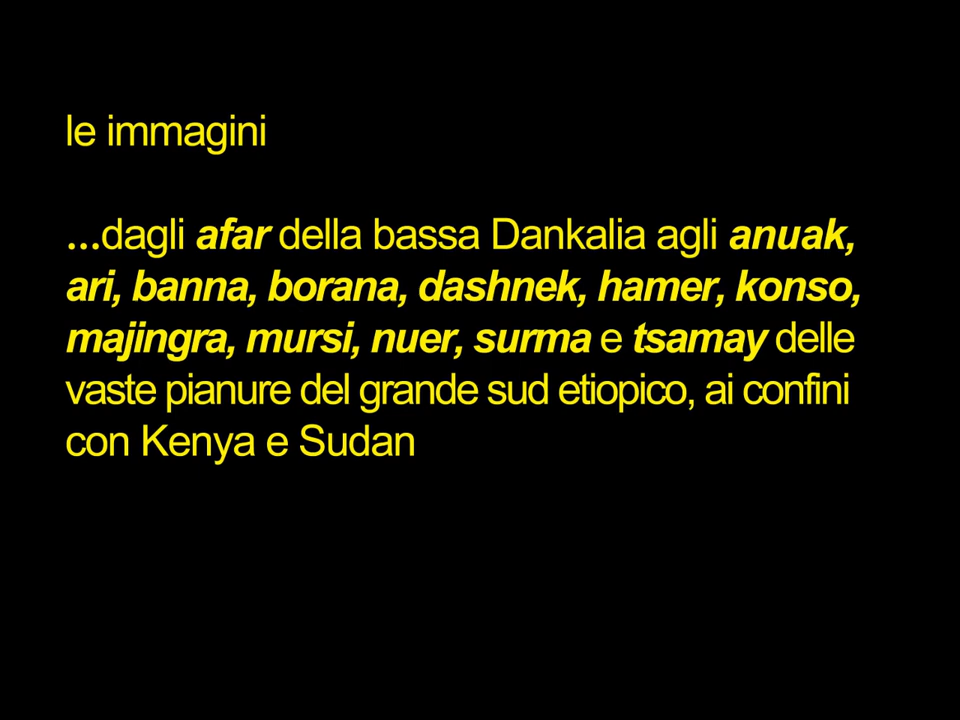 le immagini
...dagli afar della bassa Dankalia agli anuak,
ari, banna, borana, dashnek, hamer, konso,
majingra, mursi, nuer, surma e tsamay delle
vaste pianure del grande sud etiopico, ai confini
con Kenya e Sudan